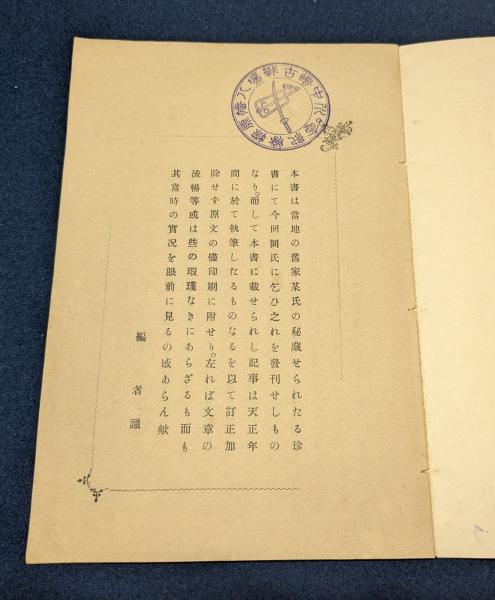 本書は當地の舊家某氏の秘藏せられたる珍
書にて今回同氏に乞ひ之れを發刊せしもの
なり。而して本書に載せられし記事は天正年
間に於て執筆したるものなるを以て訂正加
除せず原文の儘印刷に附せり。左れば文章の
流暢等或は些の瑕瑾なきにあらざるも而も
其當時の實況を眼前に見るの感あらん歟
編者識